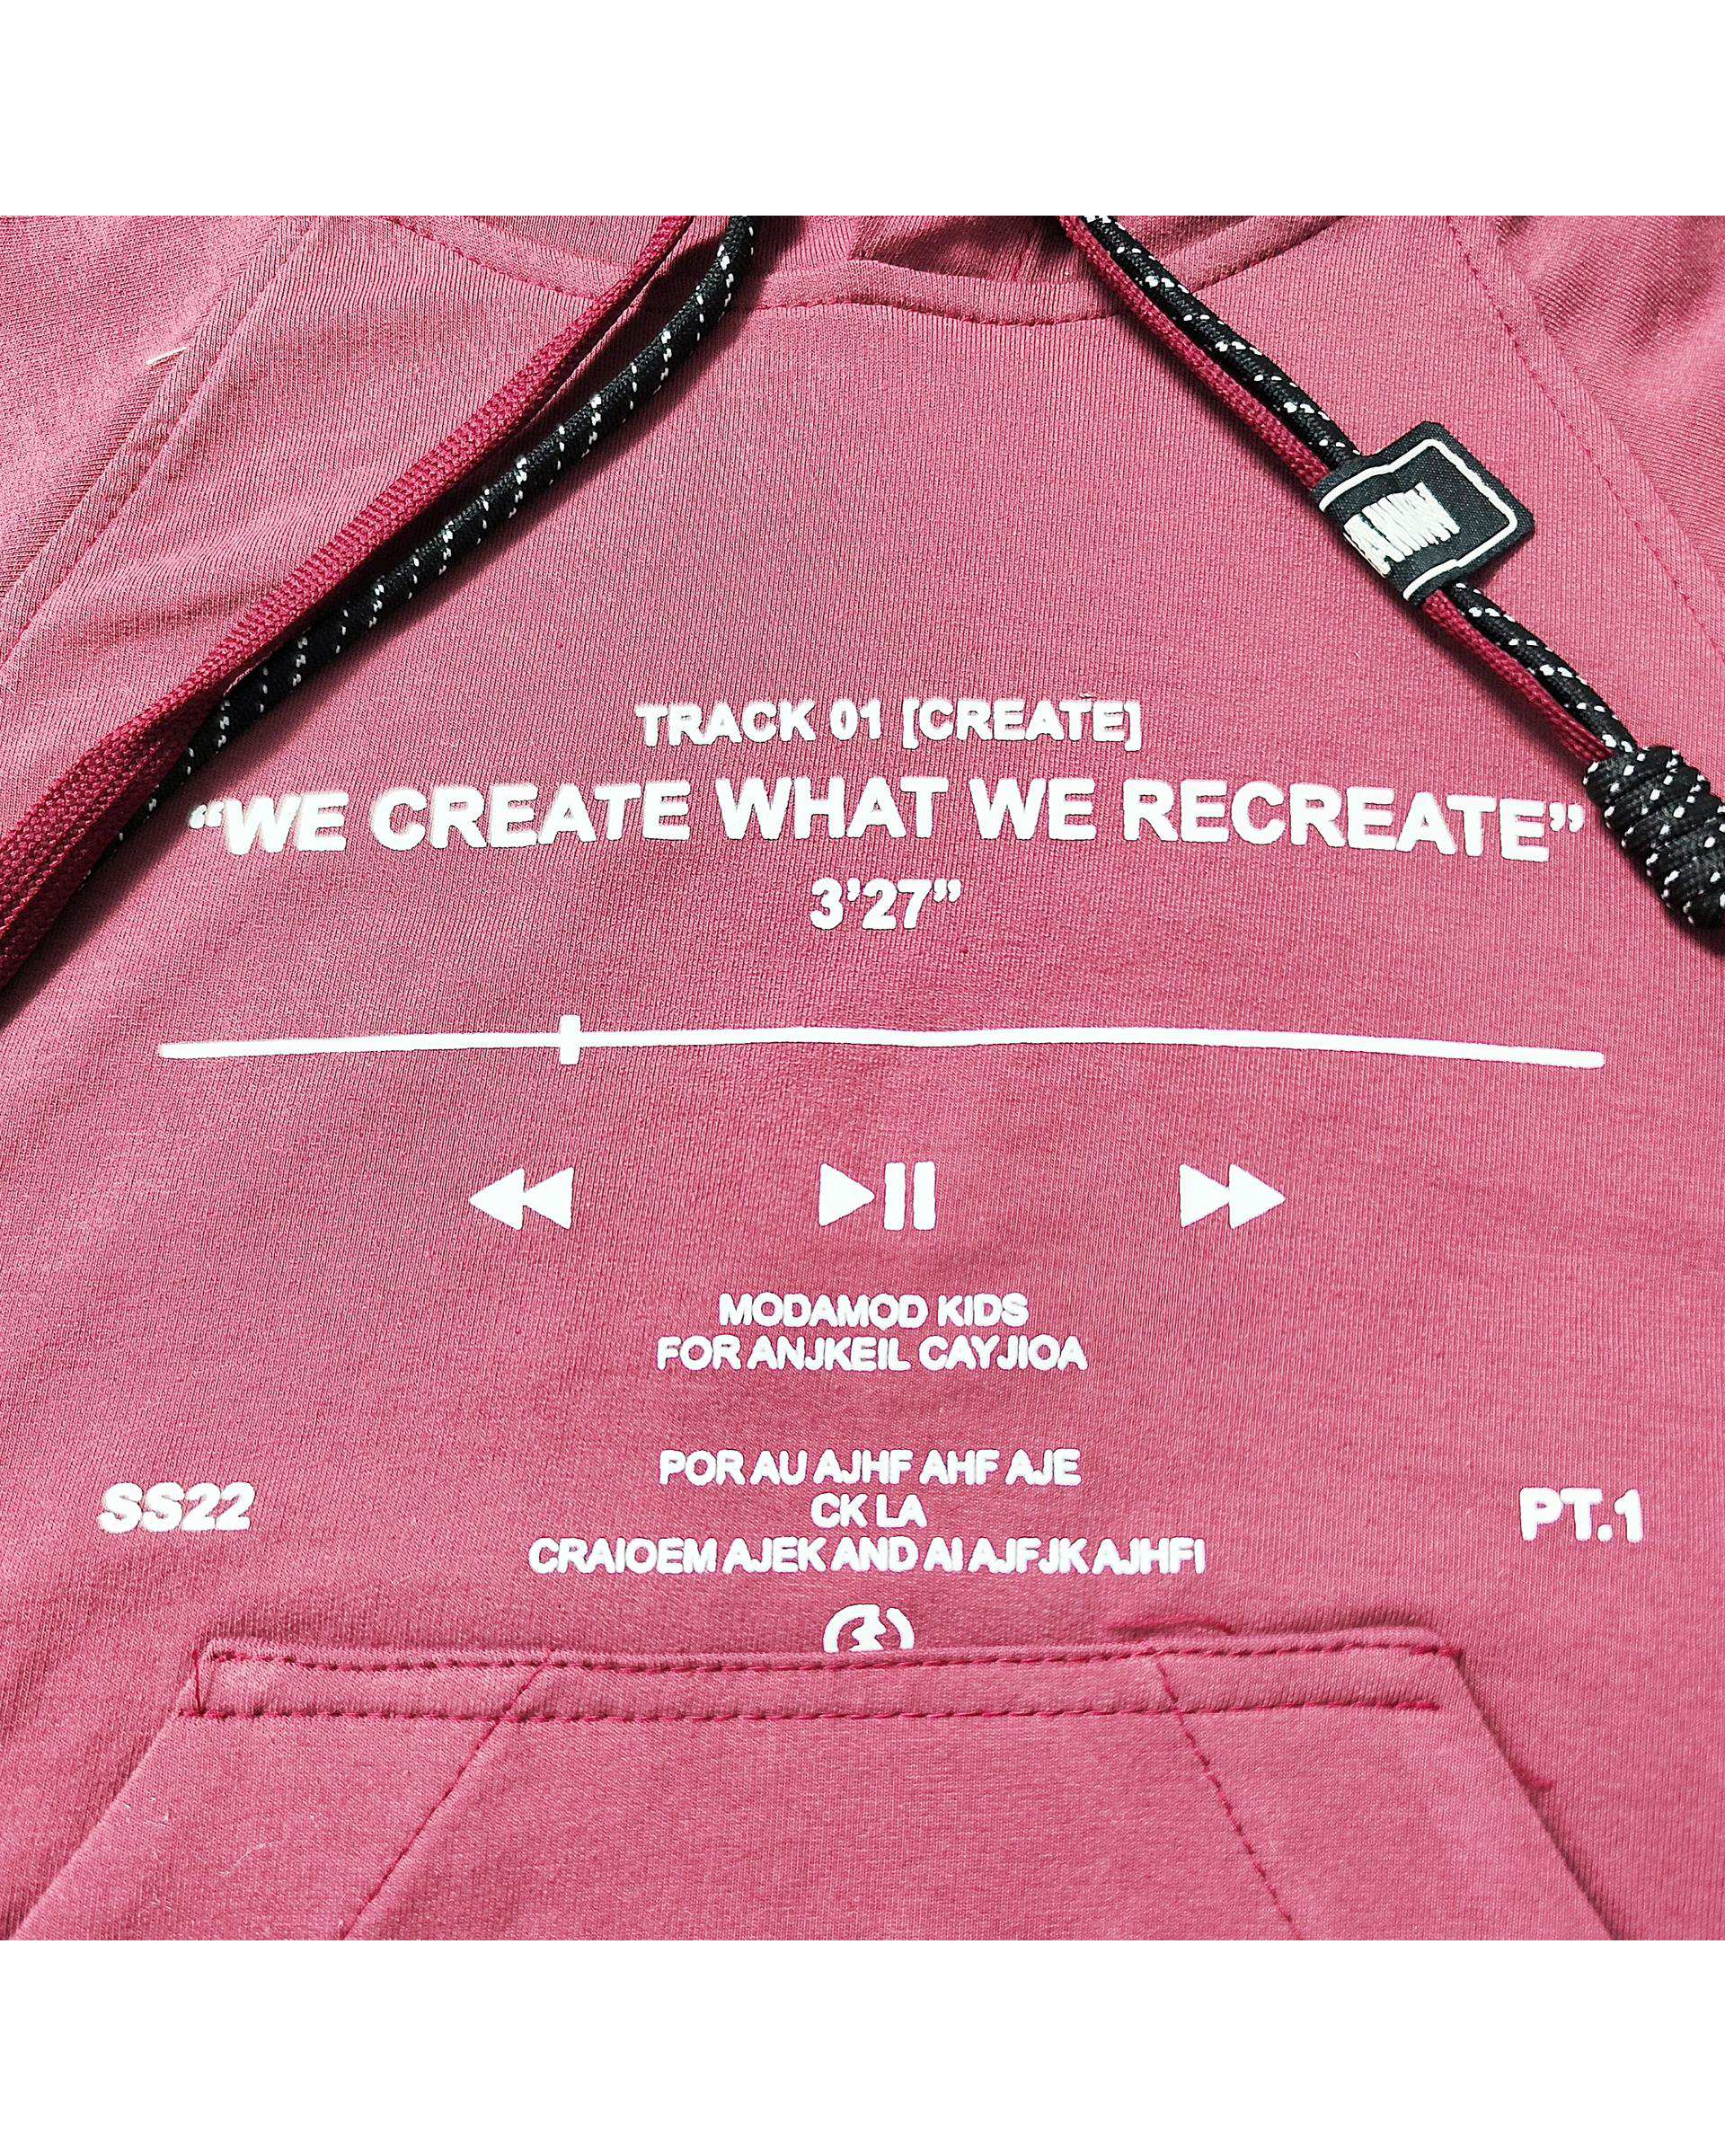 TRACK 01 [CREATE]
“WE CREATE WHAT WE RECREATE”
3’27”
MODAMOD KIDS
FOR ANJKEIL CAYJIOA
POR AU AJHF AHF AJE
SS22
CK LA
PT.1
CRAIOEM AJEK AND AI AJFJK AJHFI